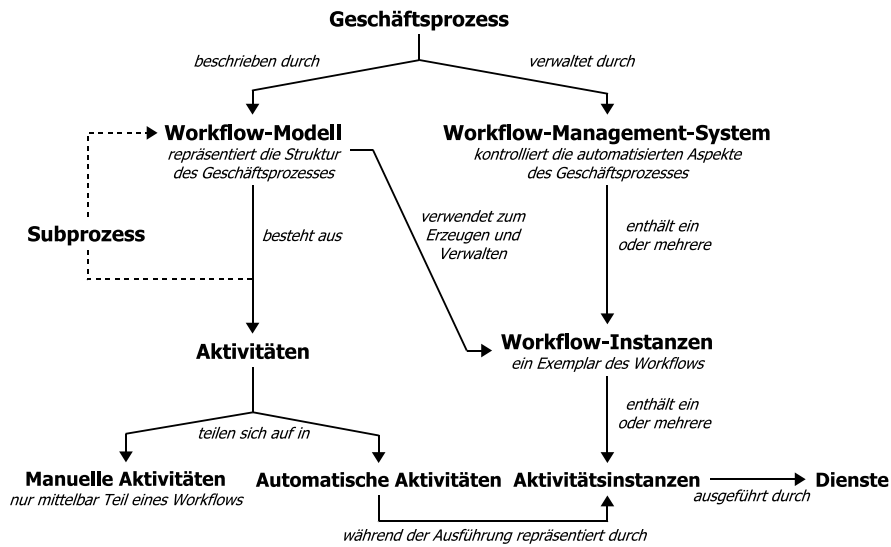 Geschäftsprozess
beschrieben durch
verwaltet durch
Workflow-Modell
repräsentiert die Struktur
des Geschäftsprozesses
Workflow-Management-System
kontrolliert die automatisierten Aspekte
des Geschäftsprozesses
Subprozess
besteht aus
verwendet zum
Erzeugen und
Verwalten
enthält ein
oder mehrere
Aktivitäten
Workflow-Instanzen
ein Exemplar des Workflows
teilen sich auf in
enthält ein
oder mehrere
Manuelle Aktivitäten
nur mittelbar Teil eines Workflows
Automatische Aktivitäten
Aktivitätsinstanzen
ausgeführt durch
Dienste
während der Ausführung repräsentiert durch